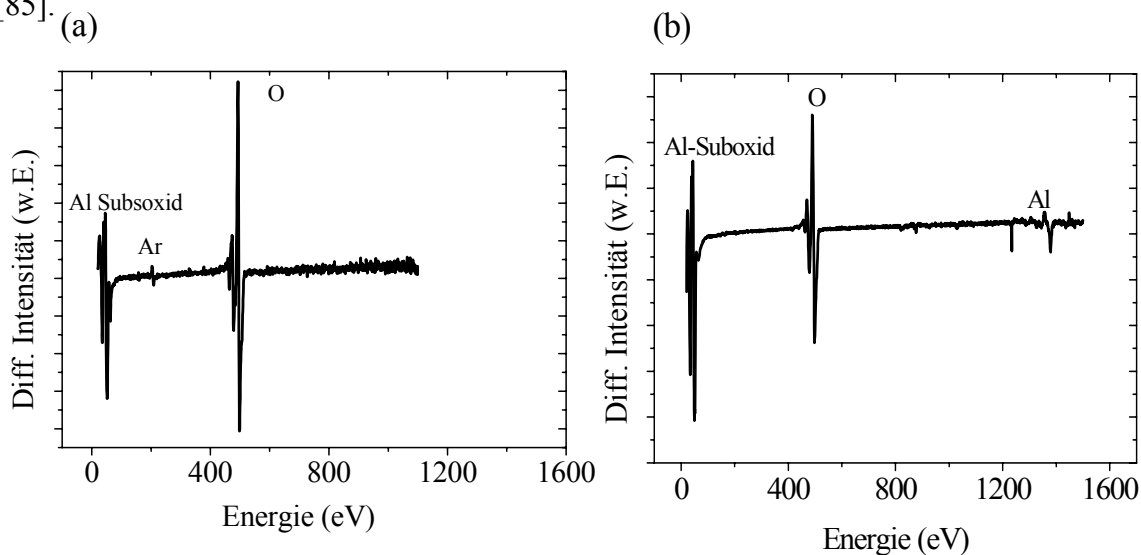 [85].
(a)
(b)
O
Al Subsoxid
Ar
Diff. Intensität (w.E.)
0 400 800 1200 1600
Energie (eV)
O
Al-Suboxid
Al
Diff. Intensität (w.E.)
0 400 800 1200 1600
Energie (eV)